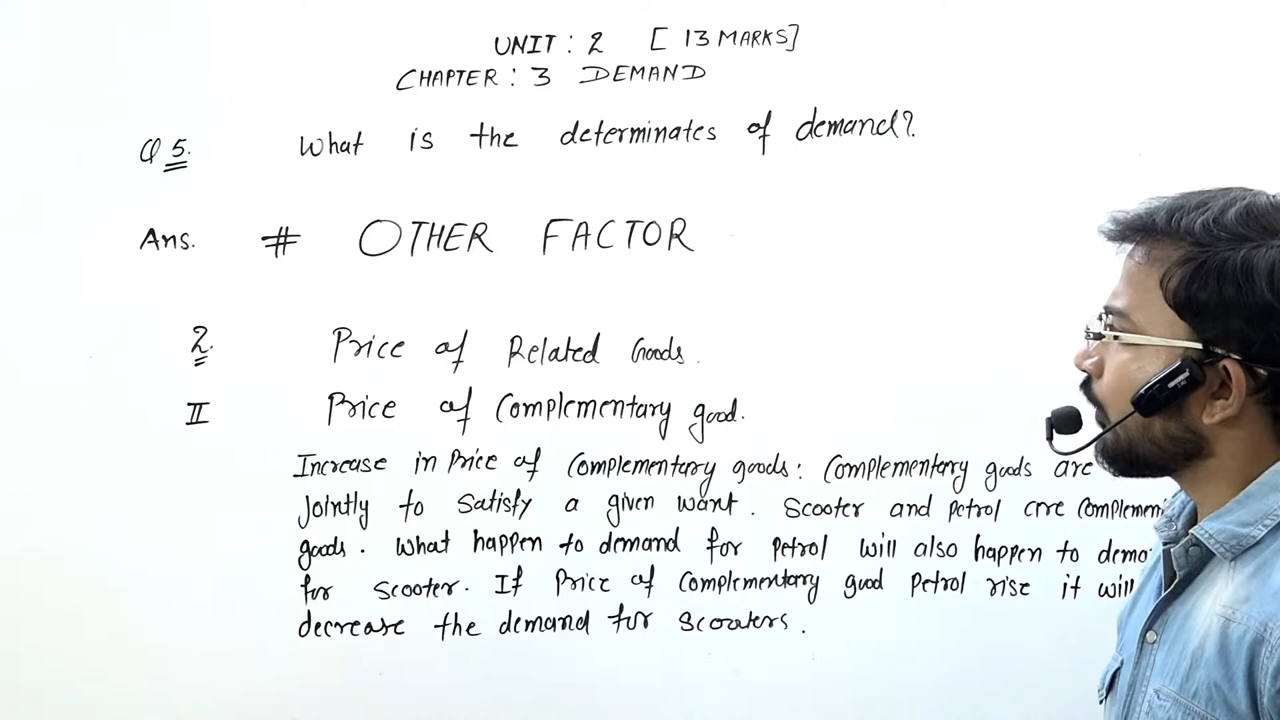 UNIT : 2 [ 13 MARKS]
CHAPTER : 3 DEMAND
Q 5. What is the determinates of demand?
Ans. # OTHER FACTOR
2. Price of Related Goods.
II Price of Complementary good.
Increase in Price of Complementery goods : Complementery goods are
Jointly to satisfy a given want. Scooter and petrol are
goods. What happen to demand for petrol will also happen to
for scooter. If Price of Complementory good Petrol rise it will
decrease the demand for scooters.